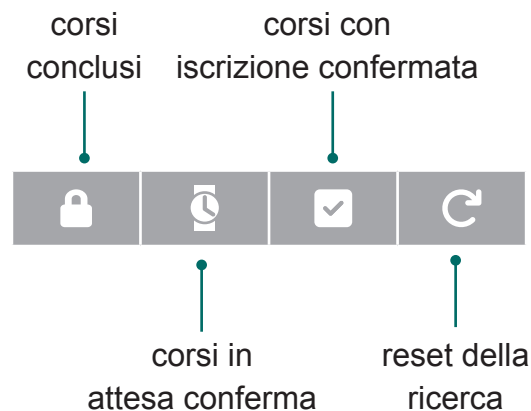 corsi
conclusi
corsi con
iscrizione confermata
corsi in
attesa conferma
reset della
ricerca